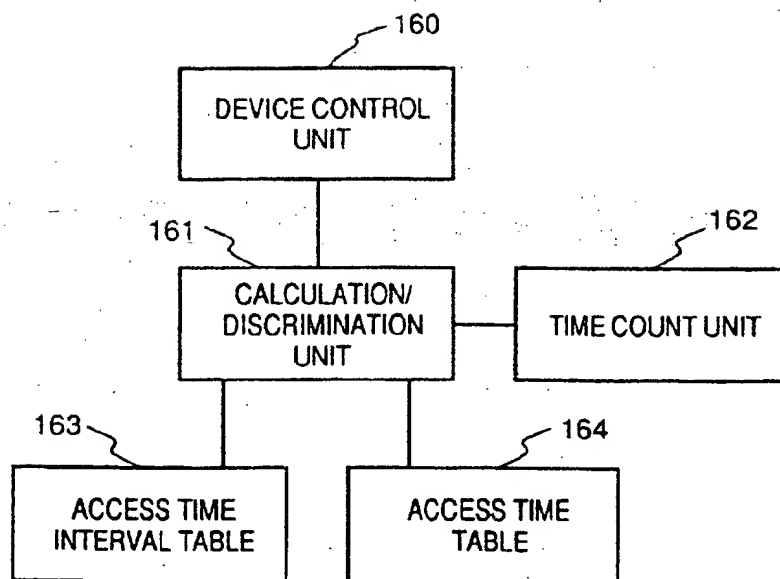 160
DEVICE CONTROL
UNIT
161
162
CALCULATION/
DISCRIMINATION
UNIT
TIME COUNT UNIT
163
164
ACCESS TIME
INTERVAL TABLE
ACCESS TIME
TABLE